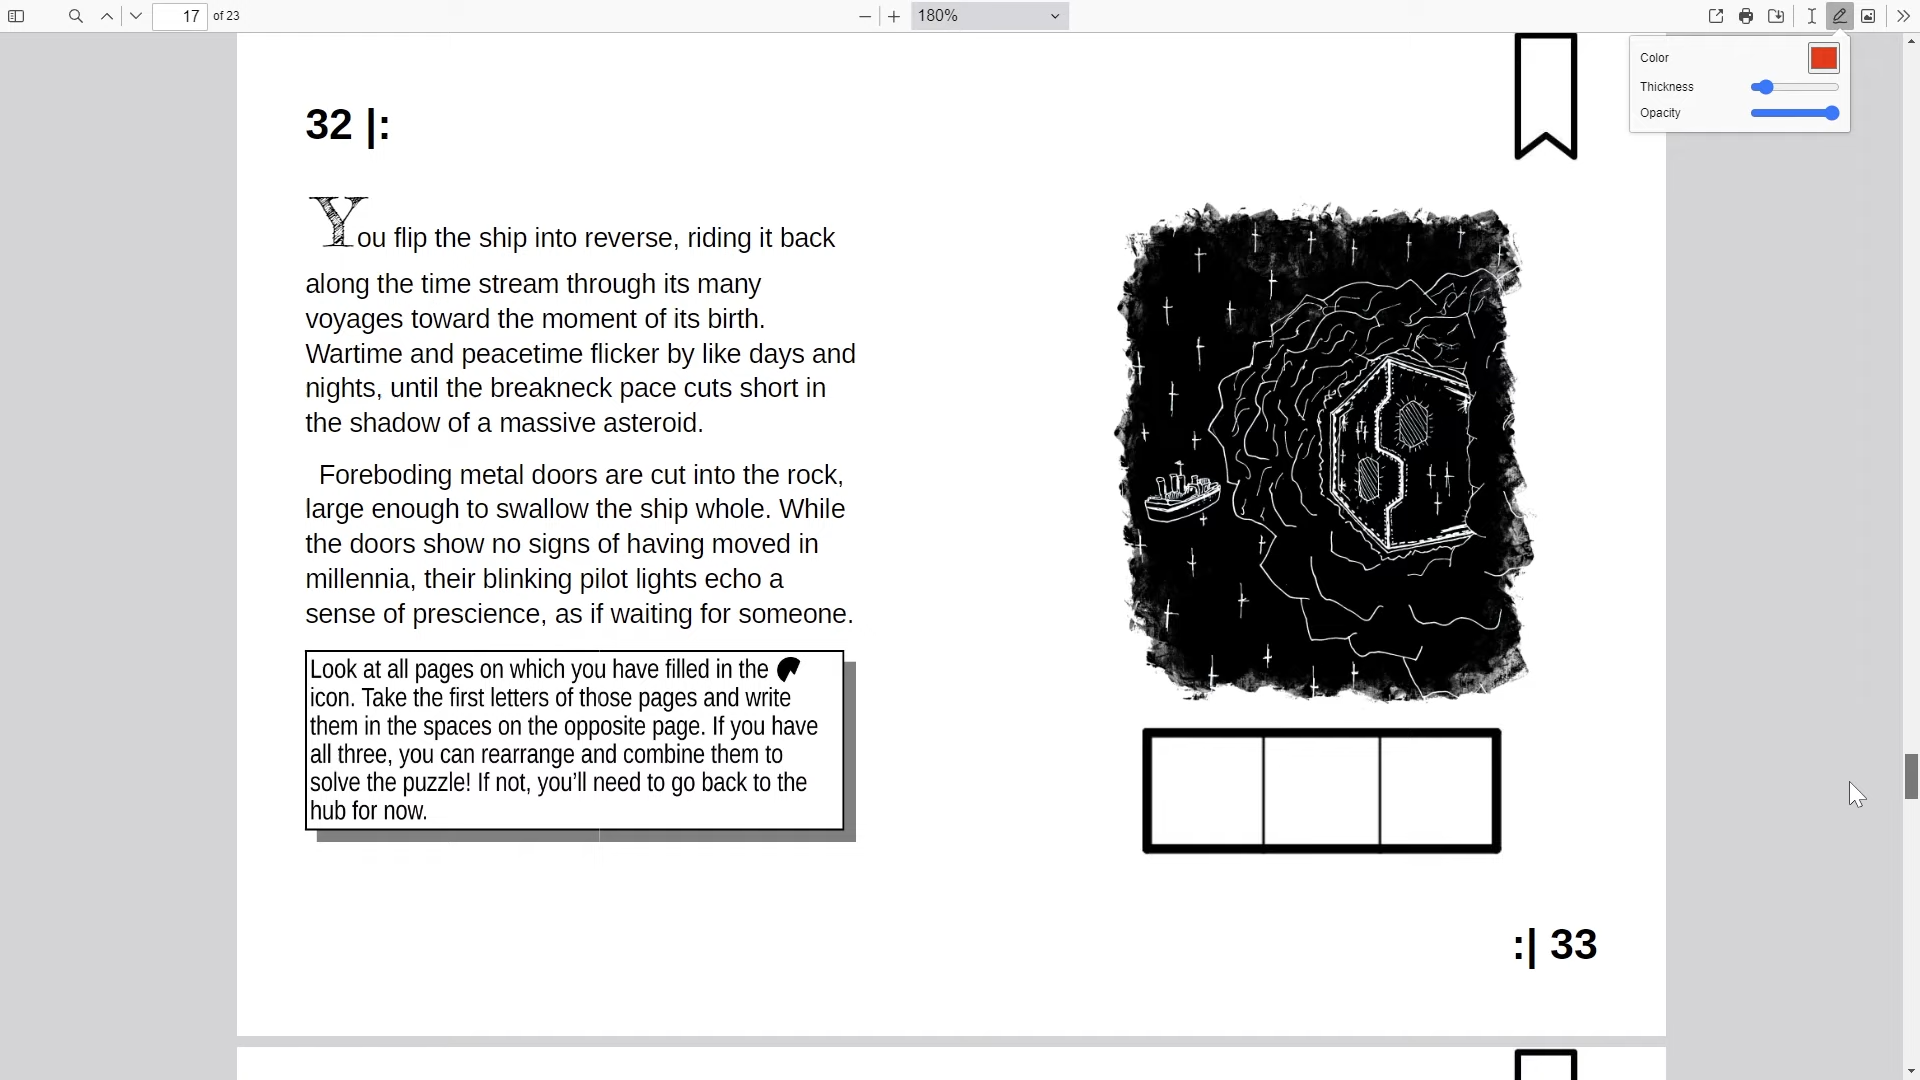 17 of 23
180%
Color
Thickness
Opacity
32 |:
You flip the ship into reverse, riding it back
along the time stream through its many
voyages toward the moment of its birth.
Wartime and peacetime flicker by like days and
nights, until the breakneck pace cuts short in
the shadow of a massive asteroid.
Foreboding metal doors are cut into the rock,
large enough to swallow the ship whole. While
the doors show no signs of having moved in
millennia, their blinking pilot lights echo a
sense of prescience, as if waiting for someone.
Look at all pages on which you have filled in the
icon. Take the first letters of those pages and write
them in the spaces on the opposite page. If you have
all three, you can rearrange and combine them to
solve the puzzle! If not, you’ll need to go back to the
hub for now.
:| 33